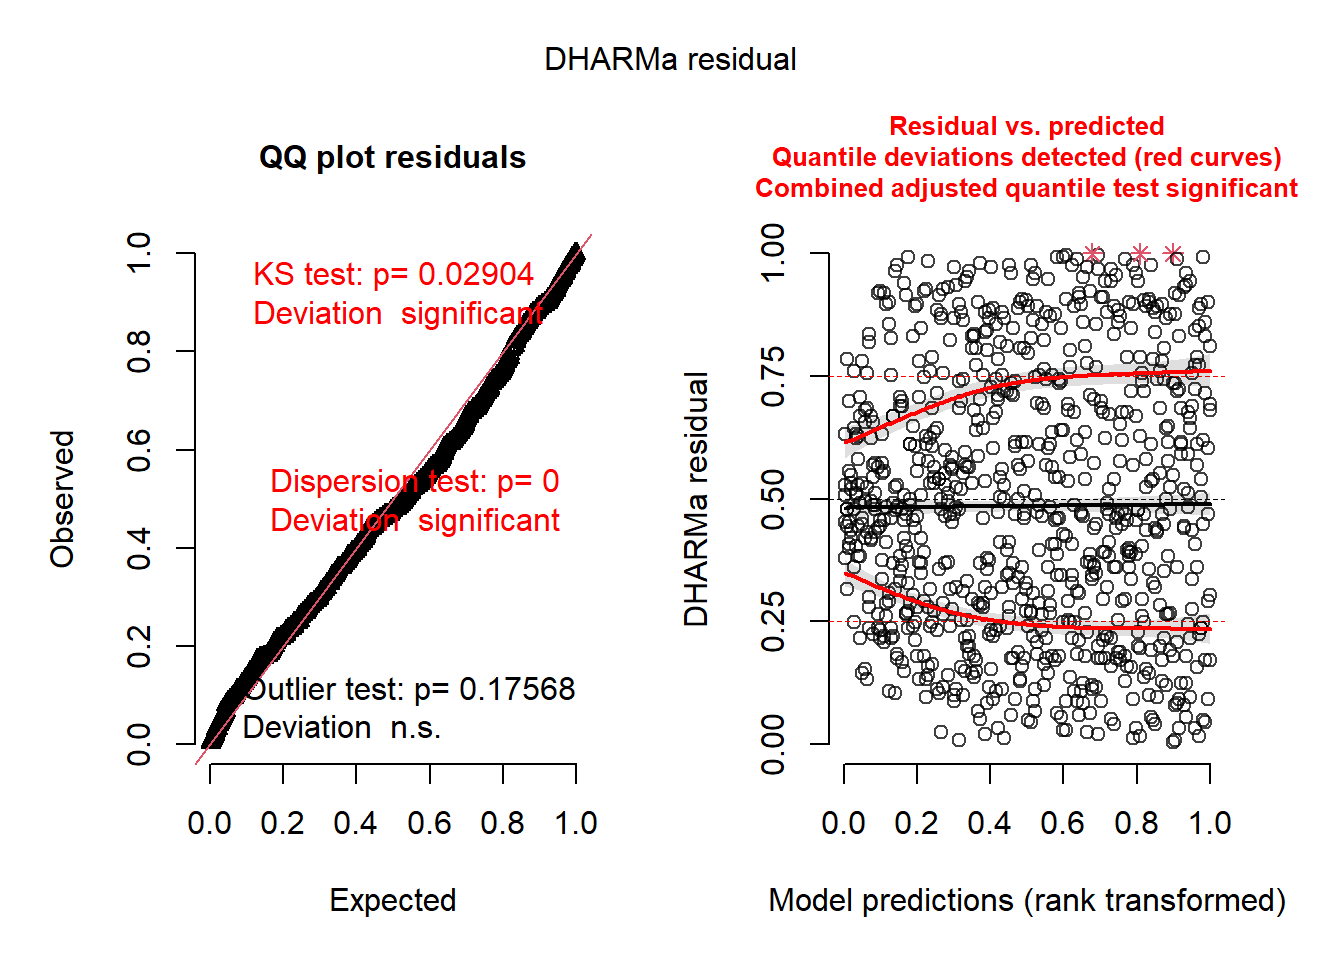 DHARMa residual
QQ plot residuals
KS test: p= 0.02904
Deviation  significant
Dispersion test: p= 0
Deviation  significant
Outlier test: p= 0.17568
Deviation  n.s.
Observed
0.0 0.2 0.4 0.6 0.8 1.0
0.0 0.2 0.4 0.6 0.8 1.0
Expected
Residual vs. predicted
Quantile deviations detected (red curves)
Combined adjusted quantile test significant
DHARMa residual
0.00 0.25 0.50 0.75 1.00
0.0 0.2 0.4 0.6 0.8 1.0
Model predictions (rank transformed)